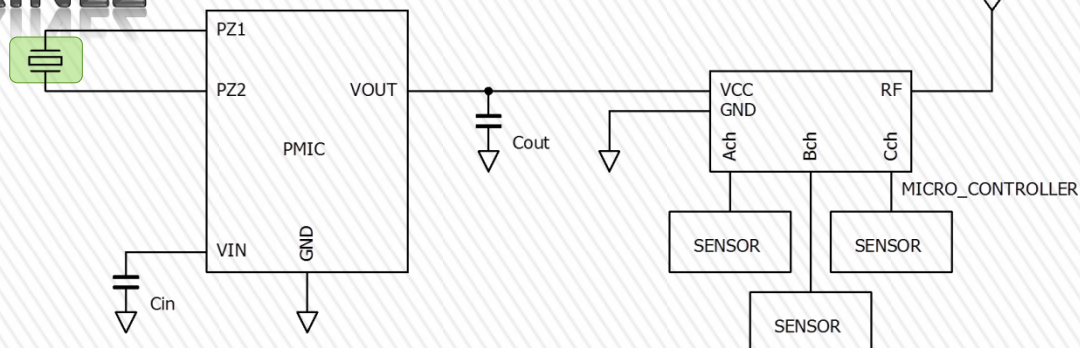 PZ1
PZ2
VOUT
PMIC
VIN
GND
Cin
Cout
VCC
GND
RF
Ach
Bch
Cch
MICRO_CONTROLLER
SENSOR
SENSOR
SENSOR